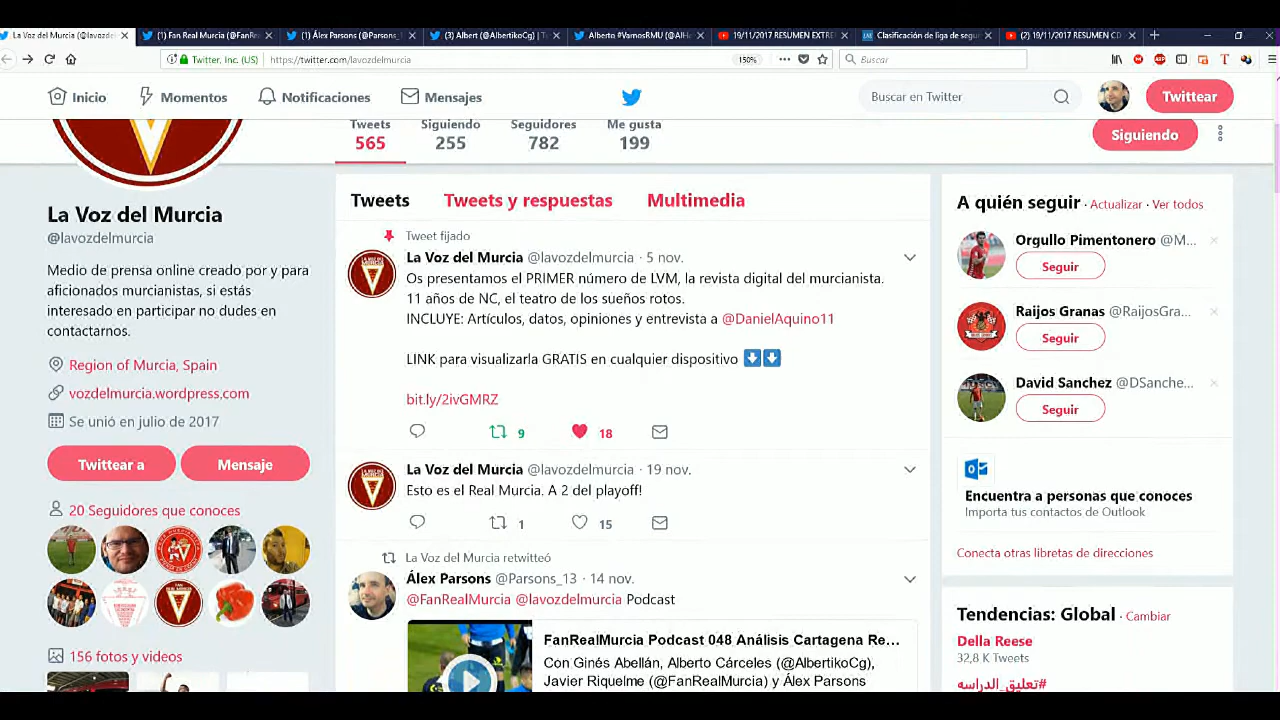 La Voz del Murcia (@lavozdel
(1) Fan Real Murcia (@FanRe
(1) Álex Parsons (@Parsons_
(3) Albert (@AlbertikoCg) | Tw
Alberto #VamosRMU (@AlH
19/11/2017 RESUMEN EXTRE
Clasificación de liga de segu
(2) 19/11/2017 RESUMEN CD
Twitter, Inc. (US)
https://twitter.com/lavozdelmurcia
150%
Buscar
Inicio
Momentos
Notificaciones
Mensajes
Buscar en Twitter
Twittear
Tweets
565
Siguiendo
255
Seguidores
782
Me gusta
199
Siguiendo
La Voz del Murcia
@lavozdelmurcia
Medio de prensa online creado por y para
aficionados murcianistas, si estás
interesado en participar no dudes en
contactarnos.
Region of Murcia, Spain
vozdelmurcia.wordpress.com
Se unió en julio de 2017
Twittear a
Mensaje
20 Seguidores que conoces
156 fotos y videos
Tweets
Tweets y respuestas
Multimedia
Tweet fijado
La Voz del Murcia @lavozdelmurcia · 5 nov.
Os presentamos el PRIMER número de LVM, la revista digital del murcianista.
11 años de NC, el teatro de los sueños rotos.
INCLUYE: Artículos, datos, opiniones y entrevista a @DanielAquino11
LINK para visualizarla GRATIS en cualquier dispositivo ⬇⬇
bit.ly/2ivGMRZ
9
18
La Voz del Murcia @lavozdelmurcia · 19 nov.
Esto es el Real Murcia. A 2 del playoff!
1
15
La Voz del Murcia retwitteó
Álex Parsons @Parsons_13 · 14 nov.
@FanRealMurcia @lavozdelmurcia Podcast
FanRealMurcia Podcast 048 Análisis Cartagena Re...
Con Ginés Abellán, Alberto Cárceles (@AlbertikoCg),
Javier Riquelme (@FanRealMurcia) y Álex Parsons
A quién seguir · Actualizar · Ver todos
Orgullo Pimentonero @M...
Seguir
Raijos Granas @RaijosGra...
Seguir
David Sanchez @DSanche...
Seguir
Encuentra a personas que conoces
Importa tus contactos de Outlook
Conecta otras libretas de direcciones
Tendencias: Global · Cambiar
Della Reese
32,8 K Tweets
#تعليق_الدراسه